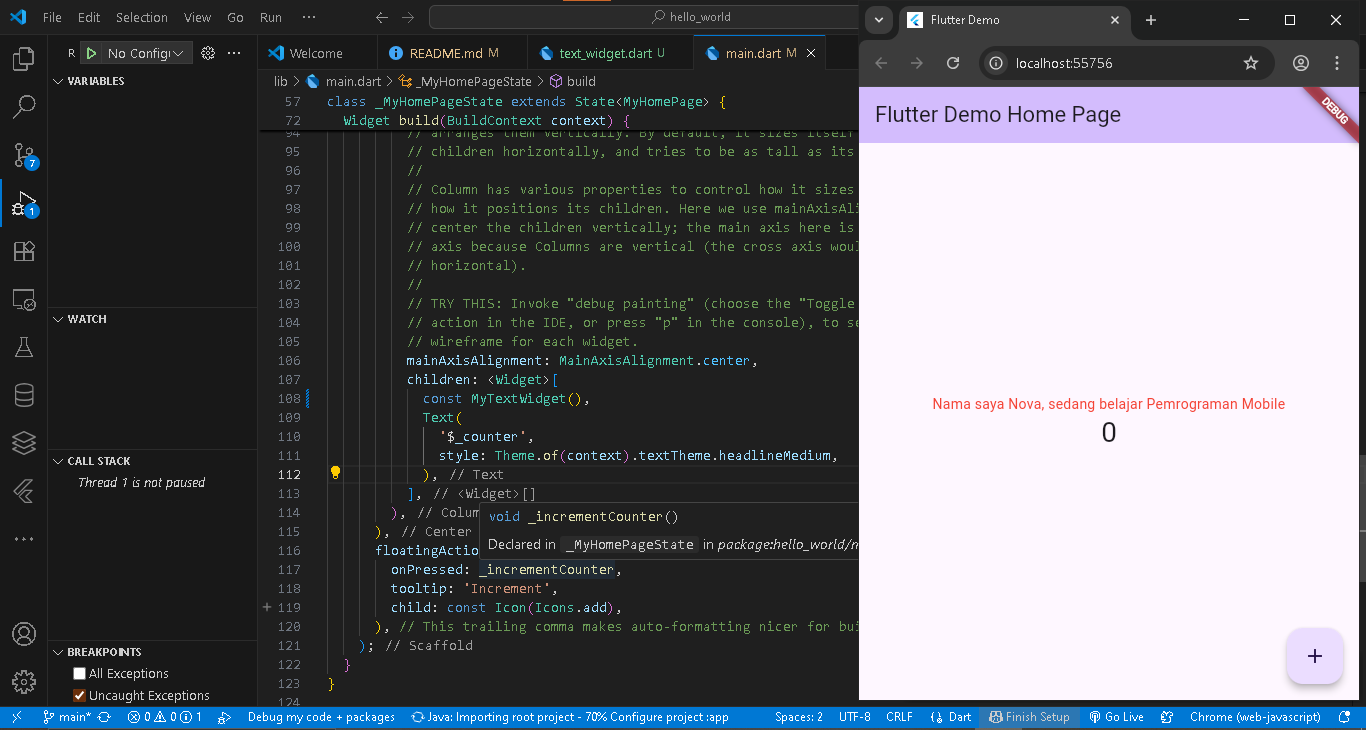 File Edit Selection View Go Run ··· hello_world
R No Configu ···
VARIABLES
WATCH
CALL STACK
Thread 1 is not paused
BREAKPOINTS
All Exceptions
Uncaught Exceptions
7
1
Welcome README.md M text_widget.dart U main.dart M
lib > main.dart > _MyHomePageState > build
57 class _MyHomePageState extends State<MyHomePage> {
72 Widget build(BuildContext context) {
94 // arranges them vertically. By default, it sizes itself
95 // children horizontally, and tries to be as tall as its
96 //
97 // Column has various properties to control how it sizes
98 // how it positions its children. Here we use mainAxisAli
99 // center the children vertically; the main axis here is
100 // axis because Columns are vertical (the cross axis wou
101 // horizontal).
102 //
103 // TRY THIS: Invoke "debug painting" (choose the "Toggle
104 // action in the IDE, or press "p" in the console), to se
105 // wireframe for each widget.
106 mainAxisAlignment: MainAxisAlignment.center,
107 children: <Widget>[
108 const MyTextWidget(),
109 Text(
110 '$_counter',
111 style: Theme.of(context).textTheme.headlineMedium,
112 ), // Text
113 ], // <Widget>[]
114 ), // Colum
115 ), // Center
116 floatingActio
117 onPressed: _incrementCounter,
118 tooltip: 'Increment',
119 child: const Icon(Icons.add),
120 ), // This trailing comma makes auto-formatting nicer for bui
121 ); // Scaffold
122 }
123 }
124
void _incrementCounter()
Declared in _MyHomePageState in package:hello_world/m
Flutter Demo
localhost:55756
Flutter Demo Home Page
DEBUG
Nama saya Nova, sedang belajar Pemrograman Mobile
0
+
main* 0 0 1 Debug my code + packages Java: Importing root project - 70% Configure project :app Spaces: 2 UTF-8 CRLF Dart Finish Setup Go Live Chrome (web-javascript)